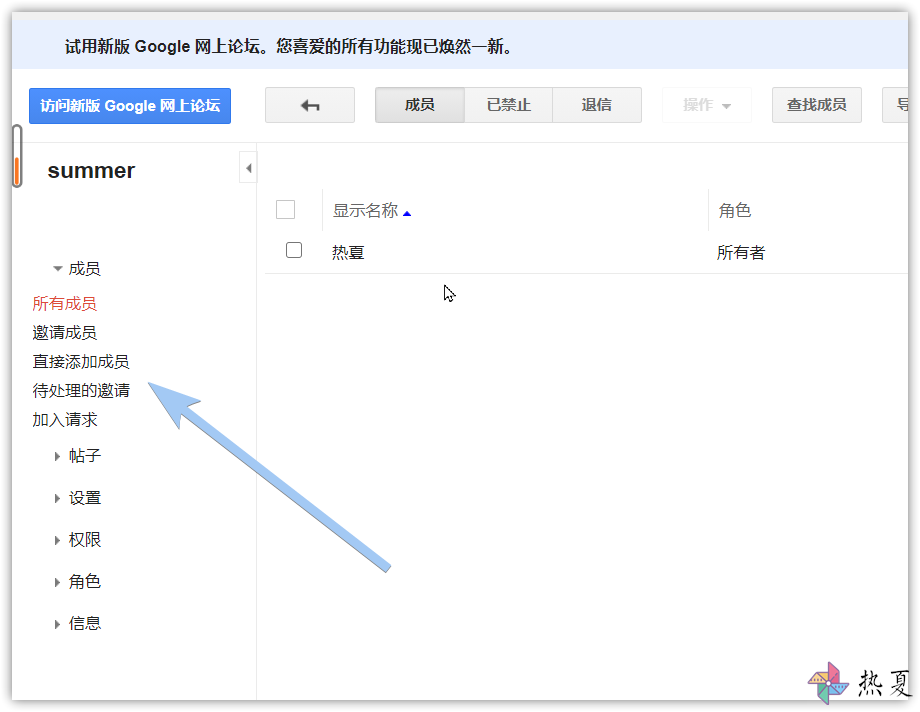 试用新版 Google 网上论坛。您喜爱的所有功能现已焕然一新。
访问新版 Google 网上论坛 成员 已禁止 退信 操作 查找成员 导
summer
显示名称 角色
热夏 所有者
成员
所有成员
邀请成员
直接添加成员
待处理的邀请
加入请求
帖子
设置
权限
角色
信息
热夏